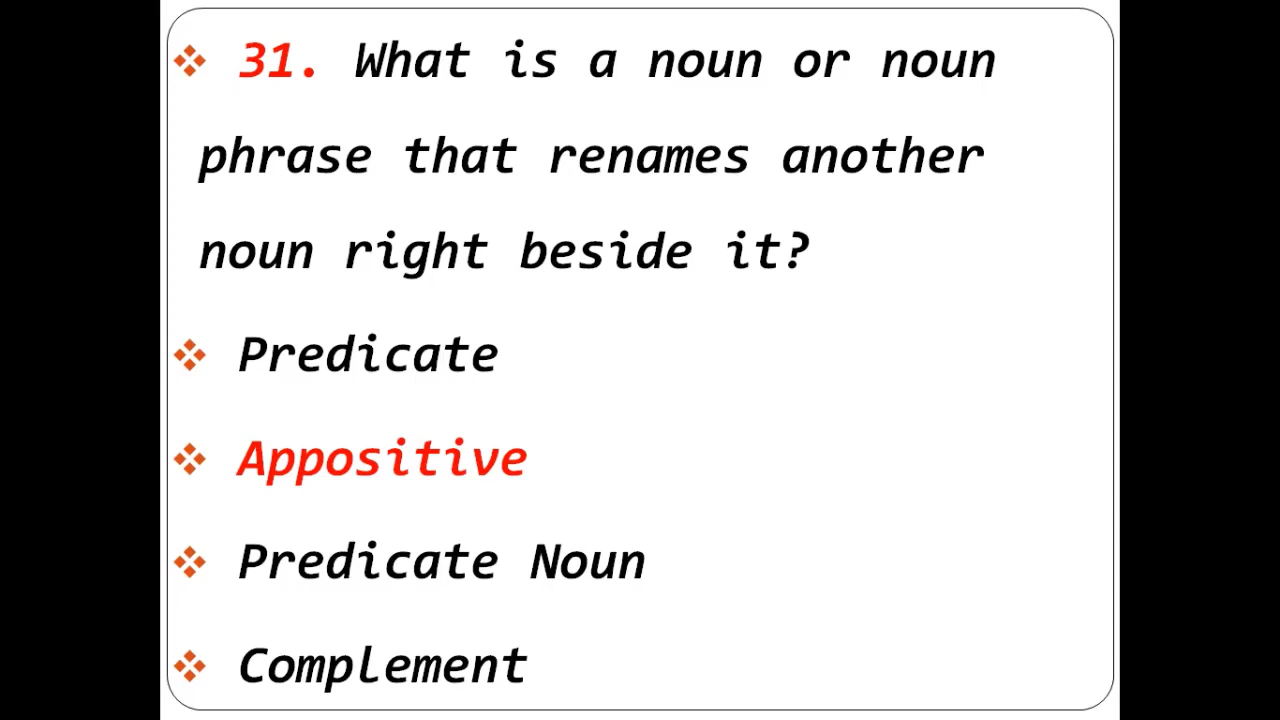 31. What is a noun or noun
phrase that renames another
noun right beside it?
Predicate
Appositive
Predicate Noun
Complement